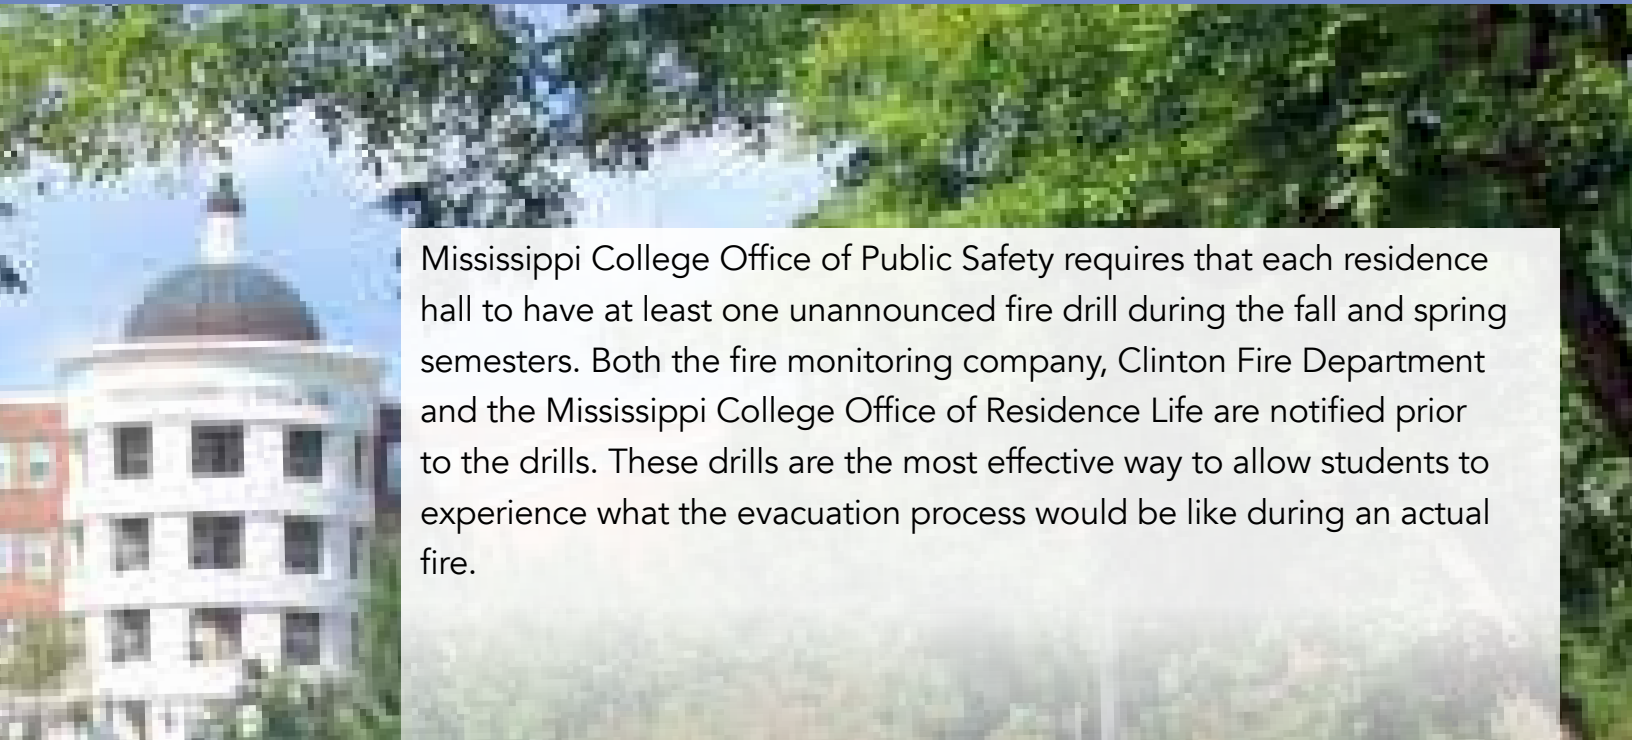 Mississippi College Office of Public Safety requires that each residence
hall to have at least one unannounced fire drill during the fall and spring
semesters. Both the fire monitoring company, Clinton Fire Department
and the Mississippi College Office of Residence Life are notified prior
to the drills. These drills are the most effective way to allow students to
experience what the evacuation process would be like during an actual
fire.